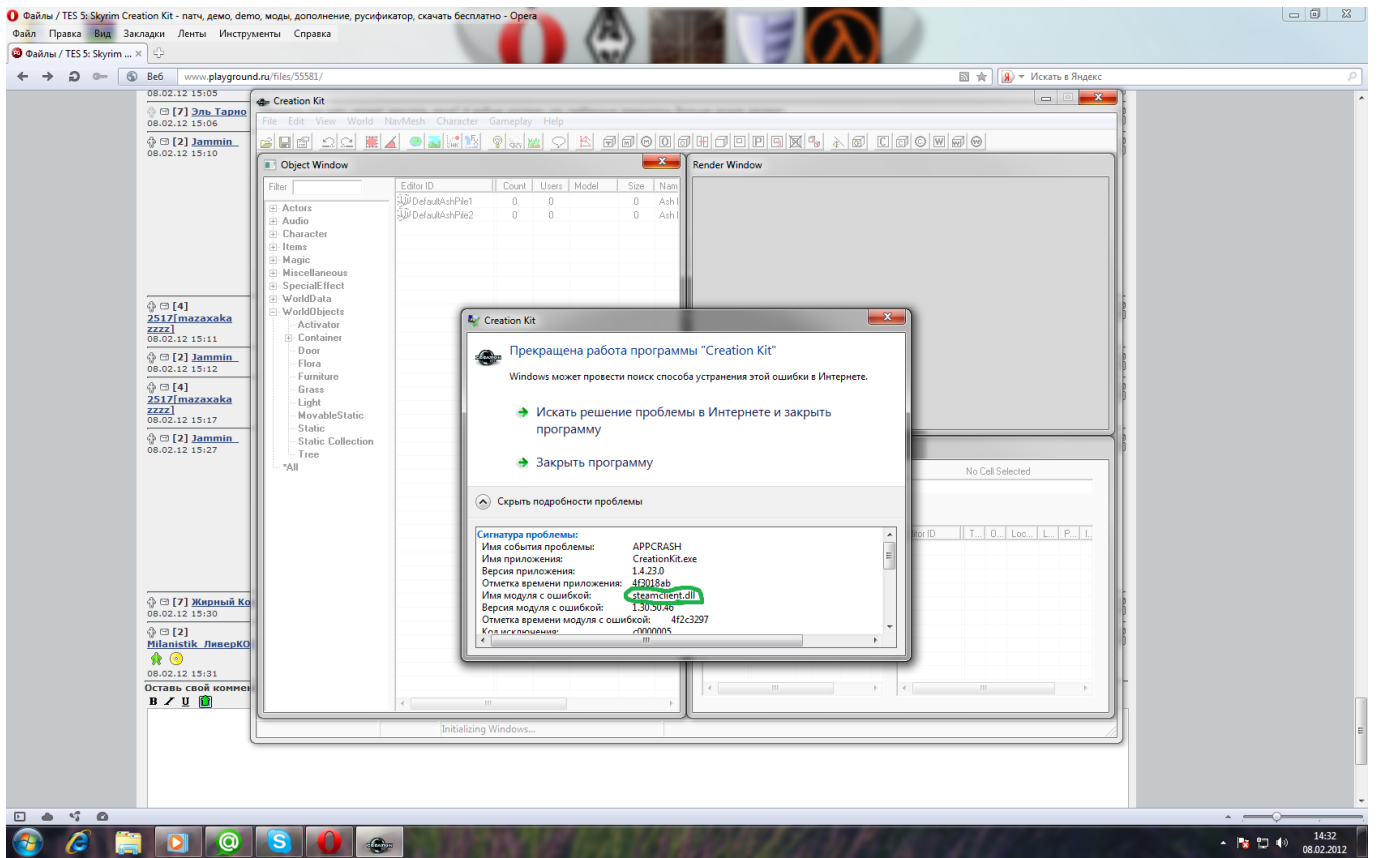 Файлы / TES 5: Skyrim Creation Kit - патч, демо, demo, моды, дополнение, русификатор, скачать бесплатно - Opera
Файл Правка Вид Закладки Ленты Инструменты Справка
Файлы / TES 5: Skyrim ...
Веб www.playground.ru/files/55581/ Искать в Яндекс
08.02.12 15:05
[7] Эль Тарно
08.02.12 15:06
[2] Jammin_
08.02.12 15:10
[4]
2517[mazaxaka
zzzz]
08.02.12 15:11
[2] Jammin_
08.02.12 15:12
[4]
2517[mazaxaka
zzzz]
08.02.12 15:17
[2] Jammin_
08.02.12 15:27
[7] Жирный Ко
08.02.12 15:30
[2]
Milanistik_ЛиверКО
08.02.12 15:31
Оставь свой коммен
B I U
Creation Kit
File Edit View World NavMesh Character Gameplay Help
Object Window
Filter
Actors
Audio
Character
Items
Magic
Miscellaneous
SpecialEffect
WorldData
WorldObjects
Activator
Container
Door
Flora
Furniture
Grass
Light
MovableStatic
Static
Static Collection
Tree
*All
Editor ID Count Users Model Size Nam
DefaultAshPile1 0 0 0 Ash
DefaultAshPile2 0 0 0 Ash
Render Window
No Cell Selected
ditor ID T... O... Loc... L... P... I..
Initializing Windows...
Creation Kit
Прекращена работа программы "Creation Kit"
Windows может провести поиск способа устранения этой ошибки в Интернете.
Искать решение проблемы в Интернете и закрыть
программу
Закрыть программу
Скрыть подробности проблемы
Сигнатура проблемы:
Имя события проблемы: APPCRASH
Имя приложения: CreationKit.exe
Версия приложения: 1.4.23.0
Отметка времени приложения: 4f3018ab
Имя модуля с ошибкой: steamclient.dll
Версия модуля с ошибкой: 1.30.50.46
Отметка времени модуля с ошибкой: 4f2c3297
Код исключения: c0000005
14:32
08.02.2012